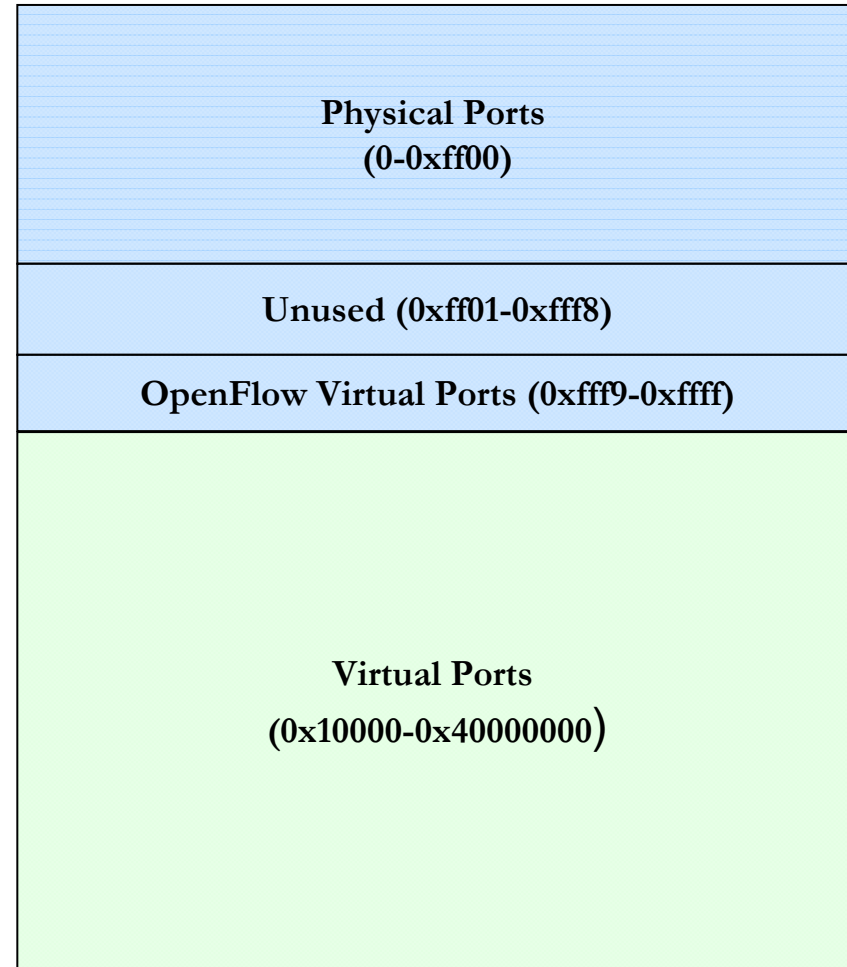 Physical Ports
(0-0xff00)
Unused (0xff01-0xfff8)
OpenFlow Virtual Ports (0xfff9-0xffff)
Virtual Ports
(0x10000-0x40000000)